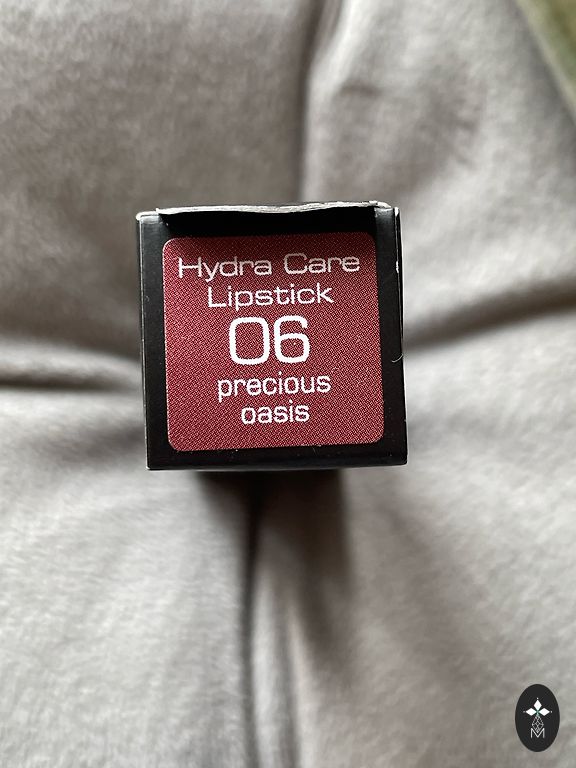 Hydra Care
Lipstick
06
precious
oasis
M